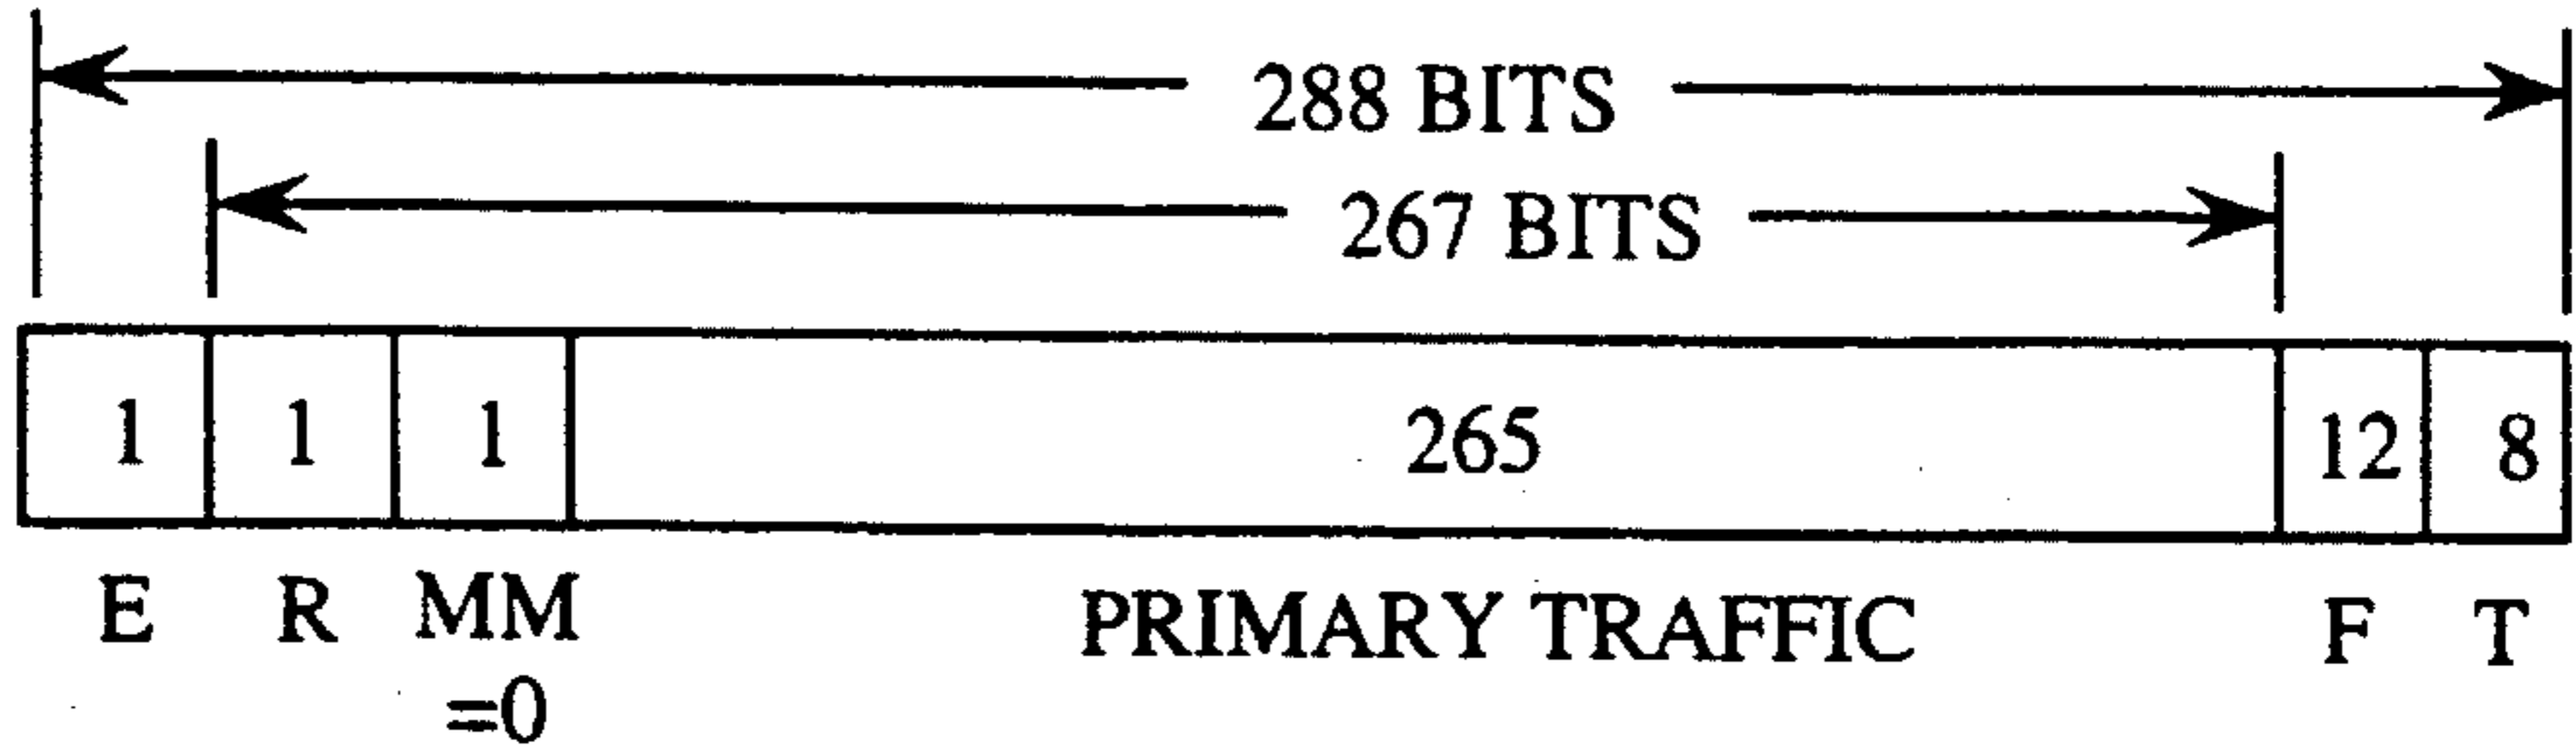 288 BITS
267 BITS
1 1 1 265 12 8
E R MM PRIMARY TRAFFIC F T
=0